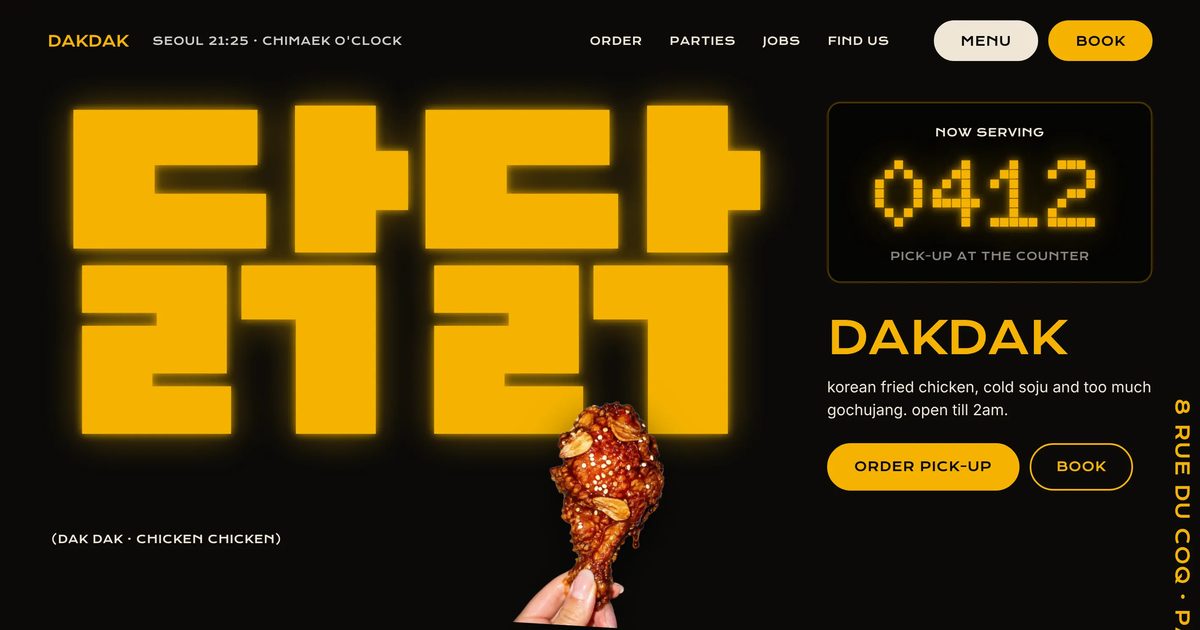 DAKDAK
SEOUL 21:25 · CHIMAEK O'CLOCK
ORDER
PARTIES
JOBS
FIND US
MENU
BOOK
닭닭
(DAK DAK · CHICKEN CHICKEN)
NOW SERVING
0412
PICK-UP AT THE COUNTER
DAKDAK
korean fried chicken, cold soju and too much
gochujang. open till 2am.
ORDER PICK-UP
BOOK
8 RUE DU COQ ·